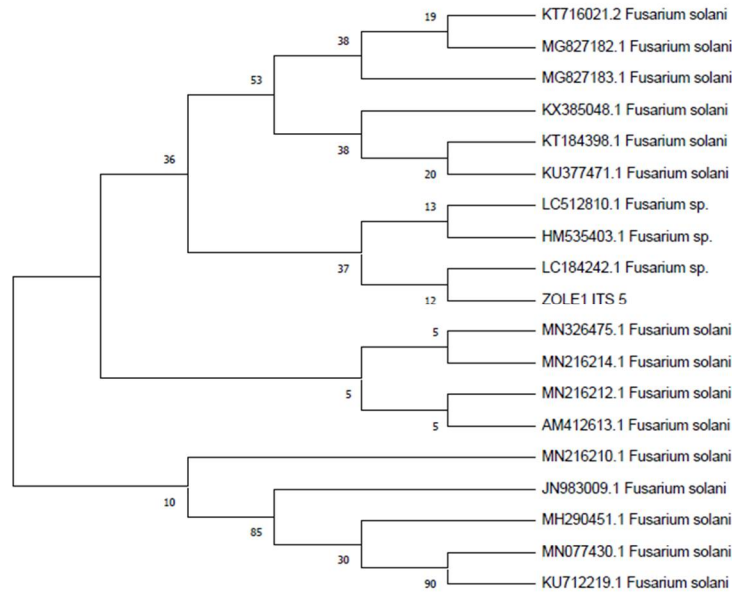 19 KT716021.2 Fusarium solani
38 MG827182.1 Fusarium solani
53 MG827183.1 Fusarium solani
KX385048.1 Fusarium solani
38 KT184398.1 Fusarium solani
36 20 KU377471.1 Fusarium solani
13 LC512810.1 Fusarium sp.
HM535403.1 Fusarium sp.
37 LC184242.1 Fusarium sp.
12 ZOLE1 ITS 5
5 MN326475.1 Fusarium solani
MN216214.1 Fusarium solani
5 MN216212.1 Fusarium solani
5 AM412613.1 Fusarium solani
MN216210.1 Fusarium solani
10 JN983009.1 Fusarium solani
85 MH290451.1 Fusarium solani
30 MN077430.1 Fusarium solani
90 KU712219.1 Fusarium solani